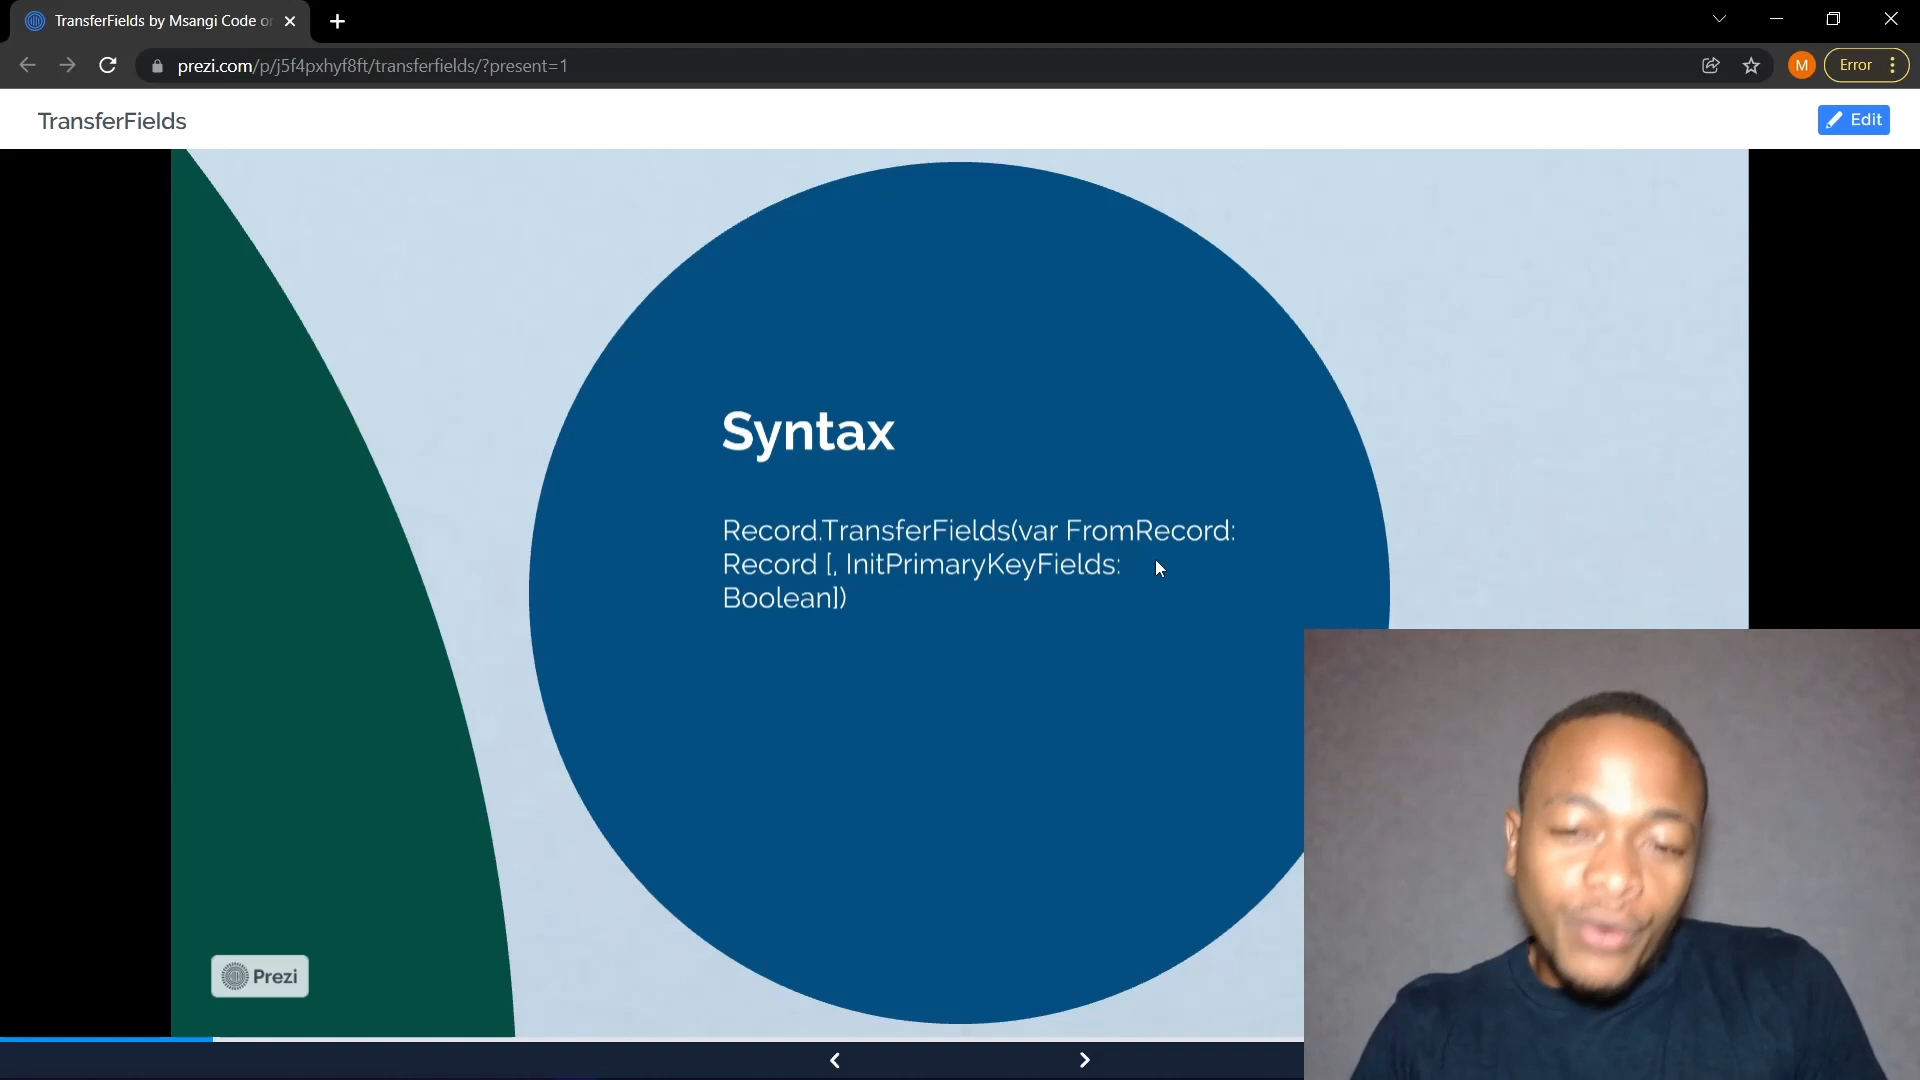 TransferFields by Msangi Code or
prezi.com/p/j5f4pxhyf8ft/transferfields/?present=1
M
Error
TransferFields
Edit
Syntax
Record.TransferFields(var FromRecord:
Record [, InitPrimaryKeyFields:
Boolean])
Prezi